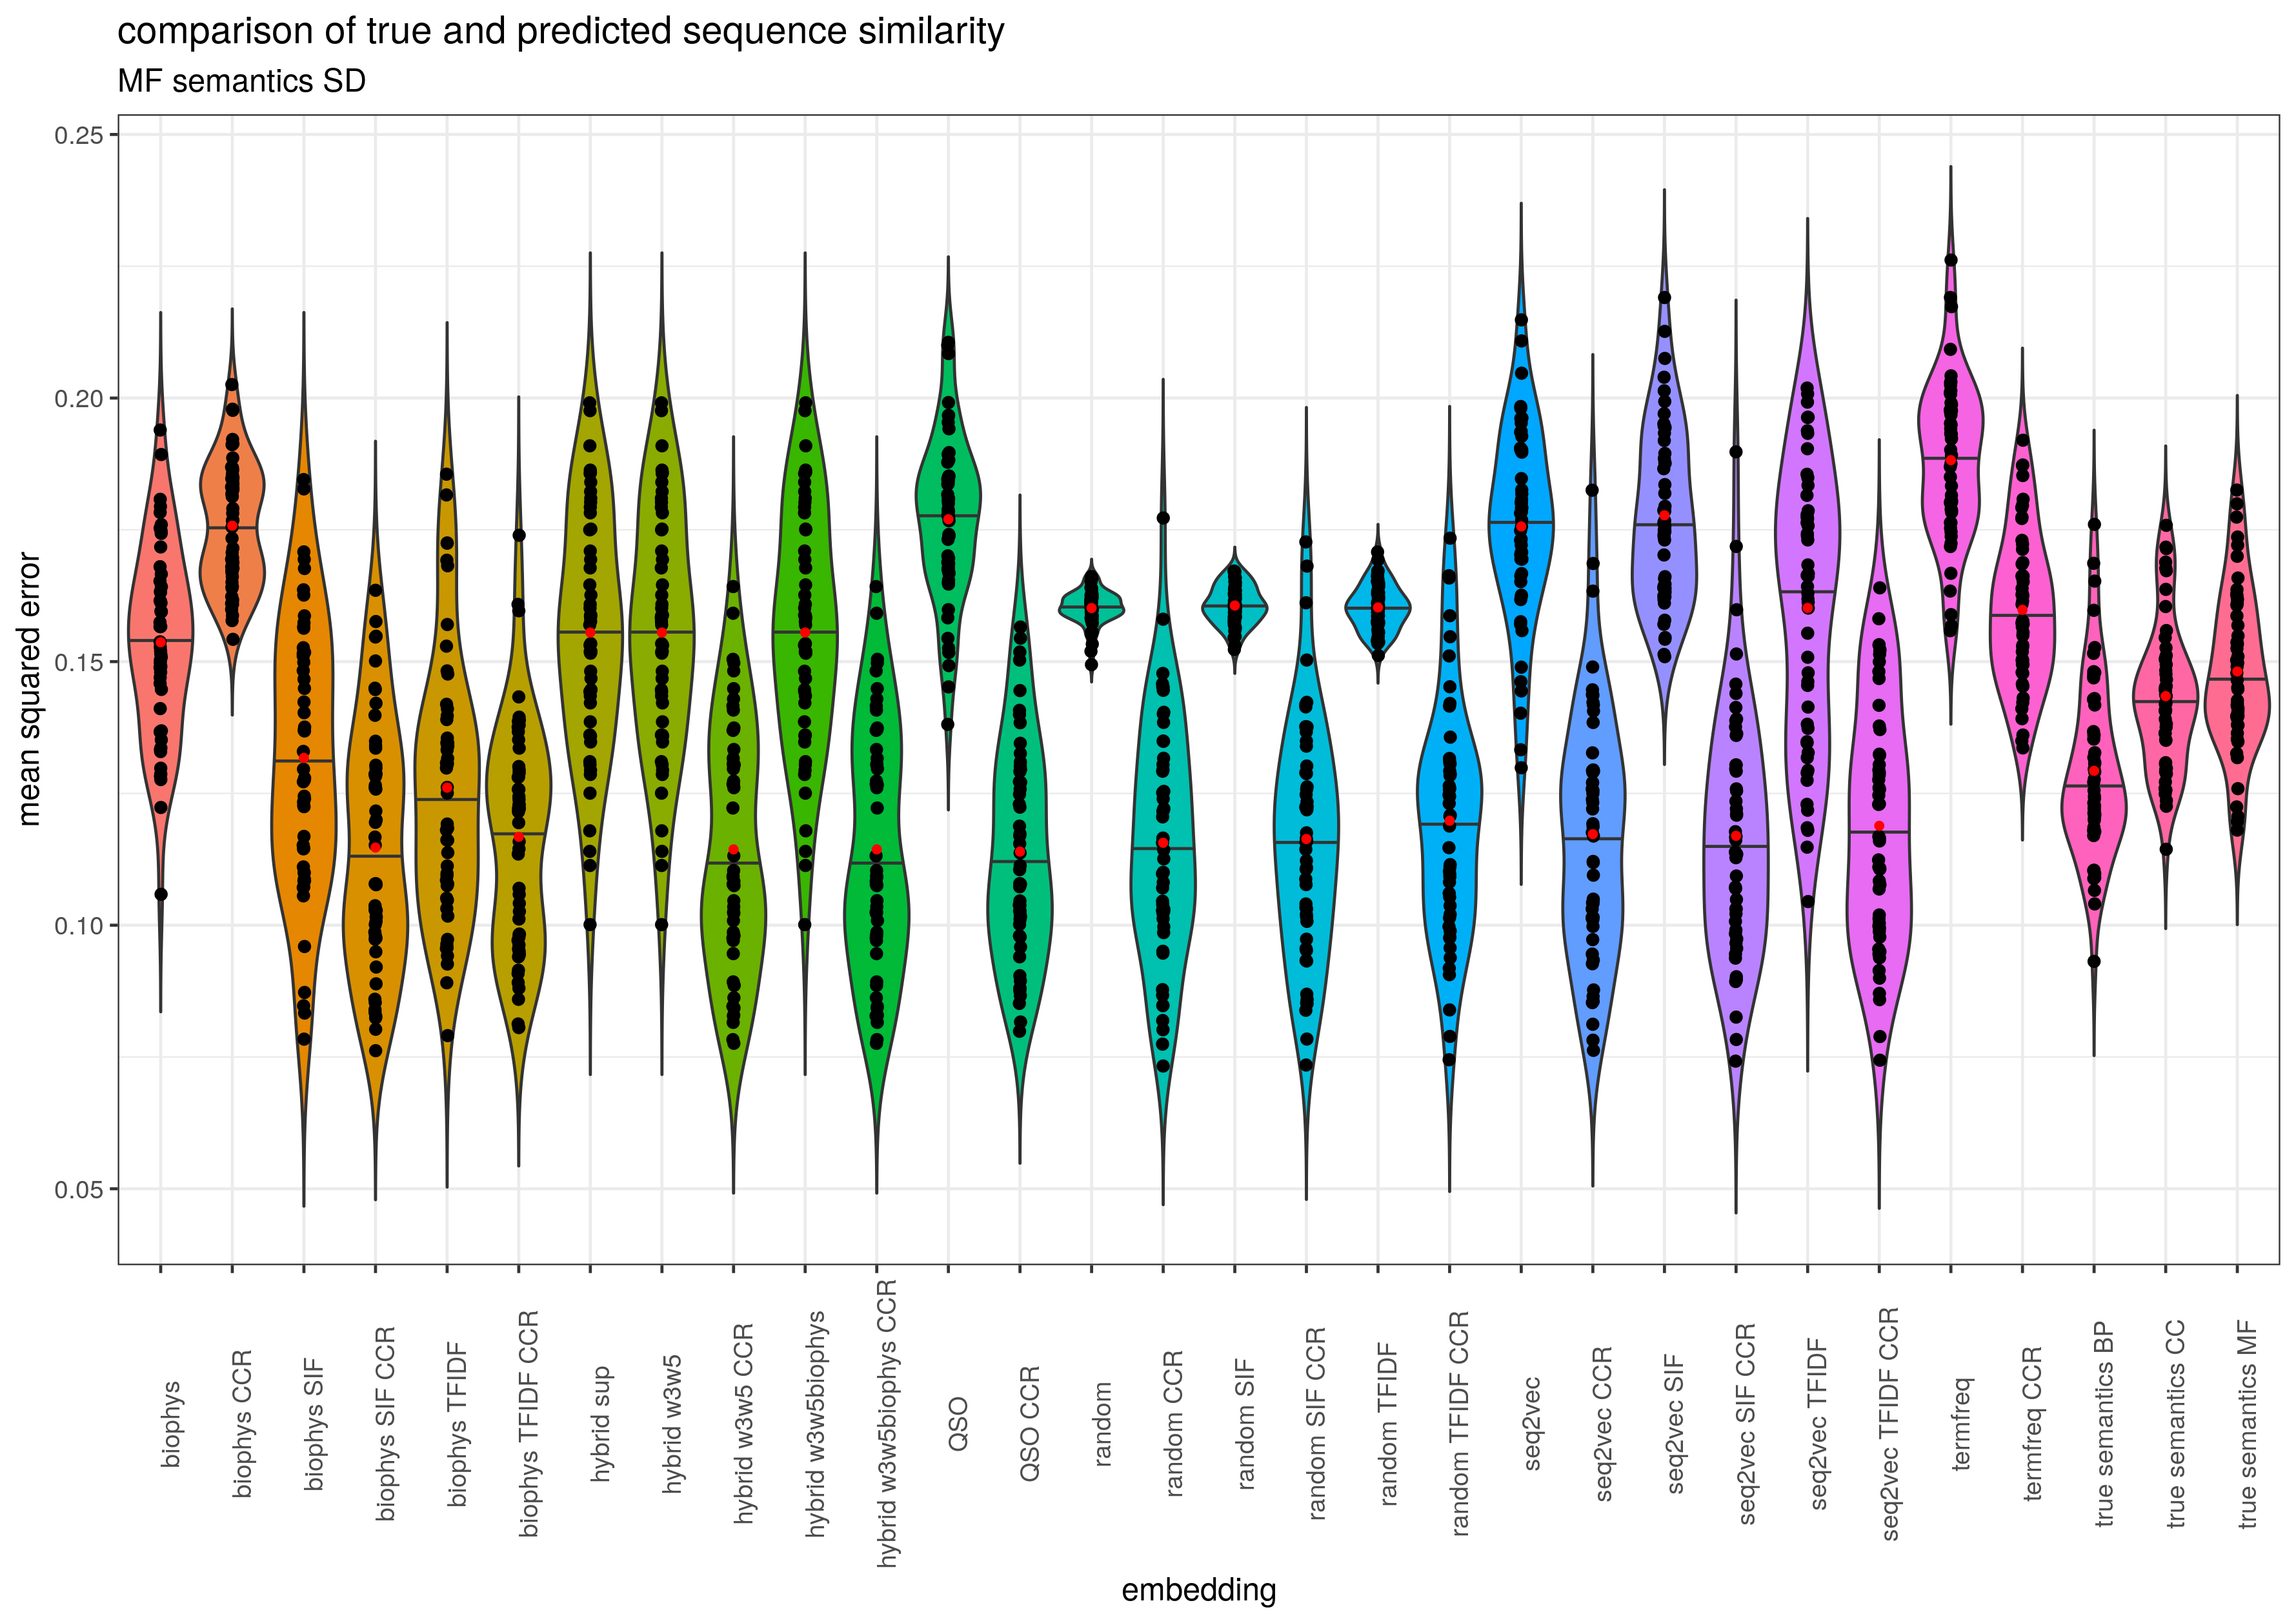 comparison of true and predicted sequence similarity
MF semantics SD
mean squared error
0.25
0.20
0.15
0.10
0.05
biophys
biophys CCR
biophys SIF
biophys SIF CCR
biophys TFIDF
biophys TFIDF CCR
hybrid sup
hybrid w3w5
hybrid w3w5 CCR
hybrid w3w5biophys
hybrid w3w5biophys CCR
QSO
QSO CCR
random
random CCR
random SIF
random SIF CCR
random TFIDF
random TFIDF CCR
seq2vec
seq2vec CCR
seq2vec SIF
seq2vec SIF CCR
seq2vec TFIDF
seq2vec TFIDF CCR
termfreq
termfreq CCR
true semantics BP
true semantics CC
true semantics MF
embedding